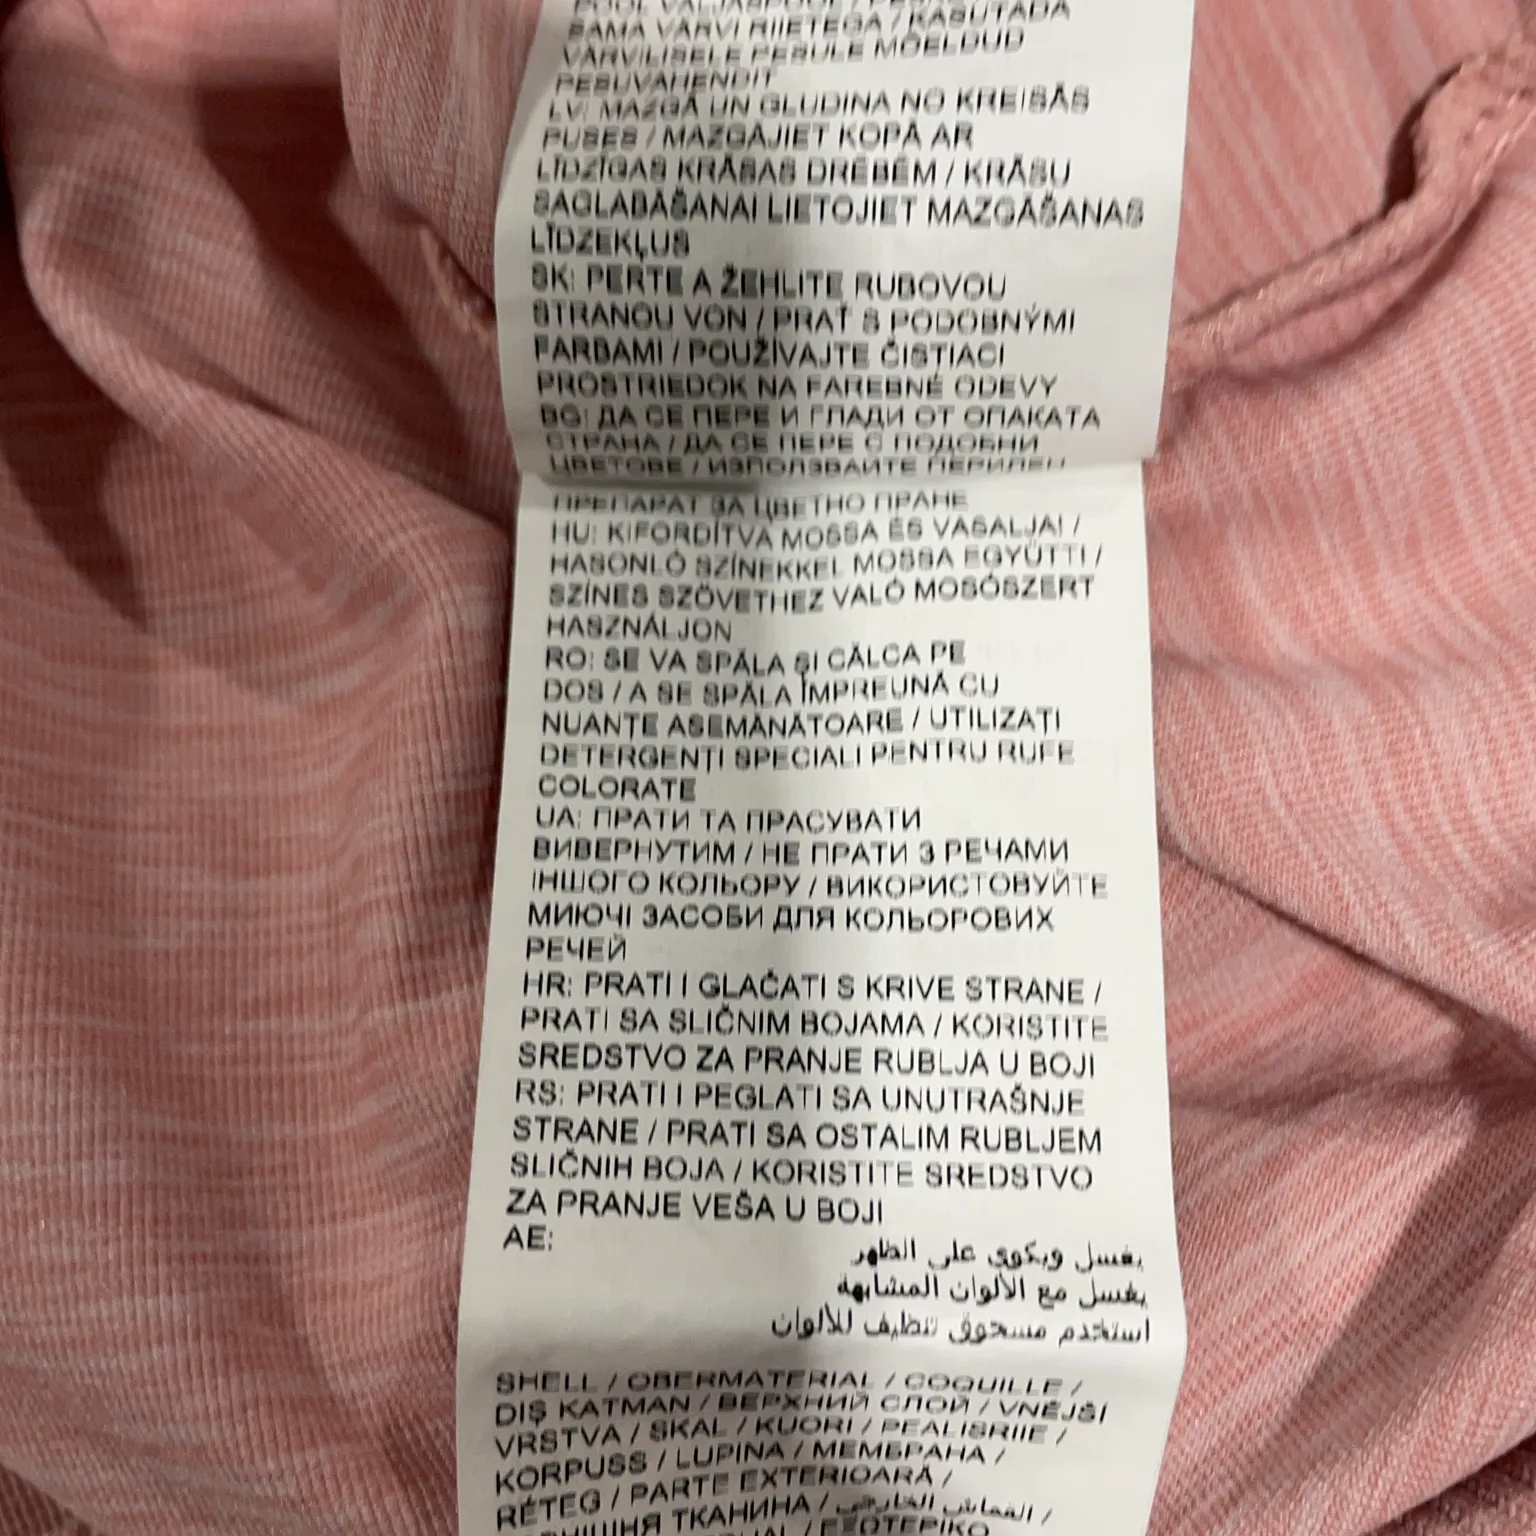 SAMA VÄRVI RIIETEGA / KASUTADA
VÄRVILISELE PESULE MÕELDUD
PESUVAHENDIT
LV: MAZGĀ UN GLUDINA NO KREISĀS
PUSES / MAZGĀJIET KOPĀ AR
LĪDZĪGAS KRĀSAS DRĒBĒM / KRĀSU
SAGLABĀŠANAI LIETOJIET MAZGĀŠANAS
LĪDZEKĻUS
SK: PERTE A ŽEHLITE RUBOVOU
STRANOU VON / PRAŤ S PODOBNÝMI
FARBAMI / POUŽÍVAJTE ČISTIACI
PROSTRIEDOK NA FAREBNÉ ODEVY
BG: ДА СЕ ПЕРЕ И ГЛАДИ ОТ ОПАКАТА
СТРАНА / ДА СЕ ПЕРЕ С ПОДОБНИ
ЦВЕТОВЕ / ИЗПОЛЗВАЙТЕ ПЕРИЛЕН
ПРЕПАРАТ ЗА ЦВЕТНО ПРАНЕ
HU: KIFORDÍTVA MOSSA ÉS VASALJA! /
HASONLÓ SZÍNEKKEL MOSSA EGYÜTT! /
SZÍNES SZÖVETHEZ VALÓ MOSÓSZERT
HASZNÁLJON
RO: SE VA SPĂLA ȘI CĂLCA PE
DOS / A SE SPĂLA ÎMPREUNĂ CU
NUANȚE ASEMĂNĂTOARE / UTILIZAȚI
DETERGENȚI SPECIALI PENTRU RUFE
COLORATE
UA: ПРАТИ ТА ПРАСУВАТИ
ВИВЕРНУТИМ / НЕ ПРАТИ З РЕЧАМИ
ІНШОГО КОЛЬОРУ / ВИКОРИСТОВУЙТЕ
МИЮЧІ ЗАСОБИ ДЛЯ КОЛЬОРОВИХ
РЕЧЕЙ
HR: PRATI I GLAČATI S KRIVE STRANE /
PRATI SA SLIČNIM BOJAMA / KORISTITE
SREDSTVO ZA PRANJE RUBLJA U BOJI
RS: PRATI I PEGLATI SA UNUTRAŠNJE
STRANE / PRATI SA OSTALIM RUBLJEM
SLIČNIH BOJA / KORISTITE SREDSTVO
ZA PRANJE VEŠA U BOJI
AE:
يغسل ويكوى على الظهر
يغسل مع الألوان المشابهة
استخدم مسحوق تنظيف للألوان
SHELL / OBERMATERIAL / COQUILLE /
DIŞ KATMAN / ВЕРХНИЙ СЛОЙ / VNĚJŠÍ
VRSTVA / SKAL / KUORI / PEALISRIIE /
KORPUSS / LUPINA / МЕМБРАНА /
RÉTEG / PARTE EXTERIOARĂ /
ТКАНИНА / القماش الخارجي /